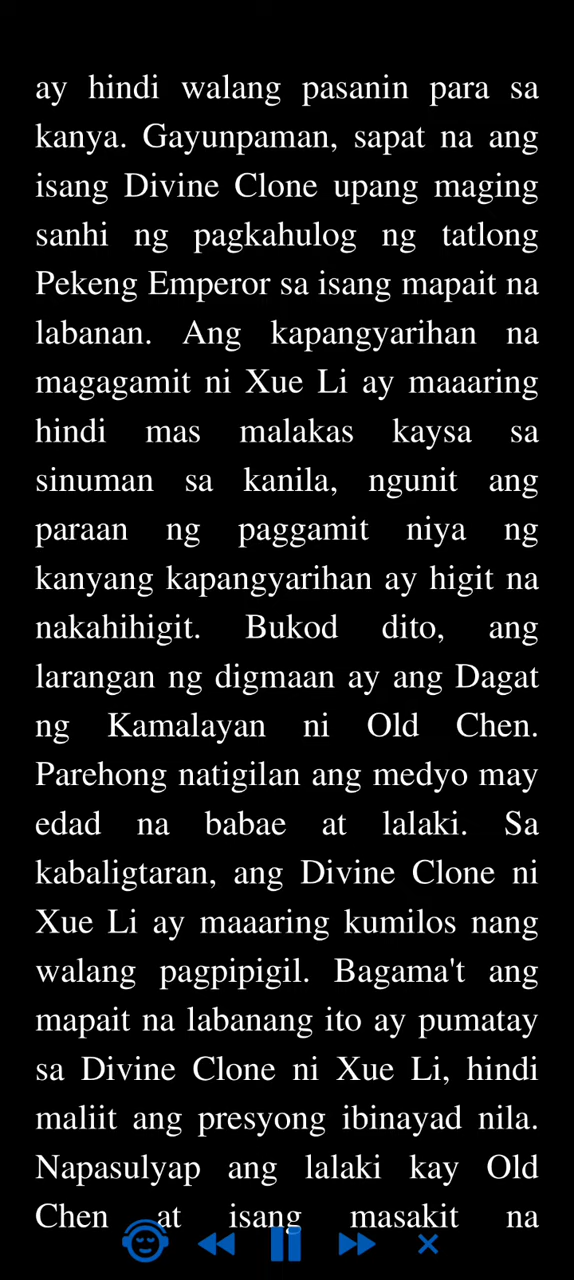 ay hindi walang pasanin para sa
kanya. Gayunpaman, sapat na ang
isang Divine Clone upang maging
sanhi ng pagkahulog ng tatlong
Pekeng Emperor sa isang mapait na
labanan. Ang kapangyarihan na
magagamit ni Xue Li ay maaaring
hindi mas malakas kaysa sa
sinuman sa kanila, ngunit ang
paraan ng paggamit niya ng
kanyang kapangyarihan ay higit na
nakahihigit. Bukod dito, ang
larangan ng digmaan ay ang Dagat
ng Kamalayan ni Old Chen.
Parehong natigilan ang medyo may
edad na babae at lalaki. Sa
kabaligtaran, ang Divine Clone ni
Xue Li ay maaaring kumilos nang
walang pagpipigil. Bagama't ang
mapait na labanang ito ay pumatay
sa Divine Clone ni Xue Li, hindi
maliit ang presyong ibinayad nila.
Napasulyap ang lalaki kay Old
Chen at isang masakit na